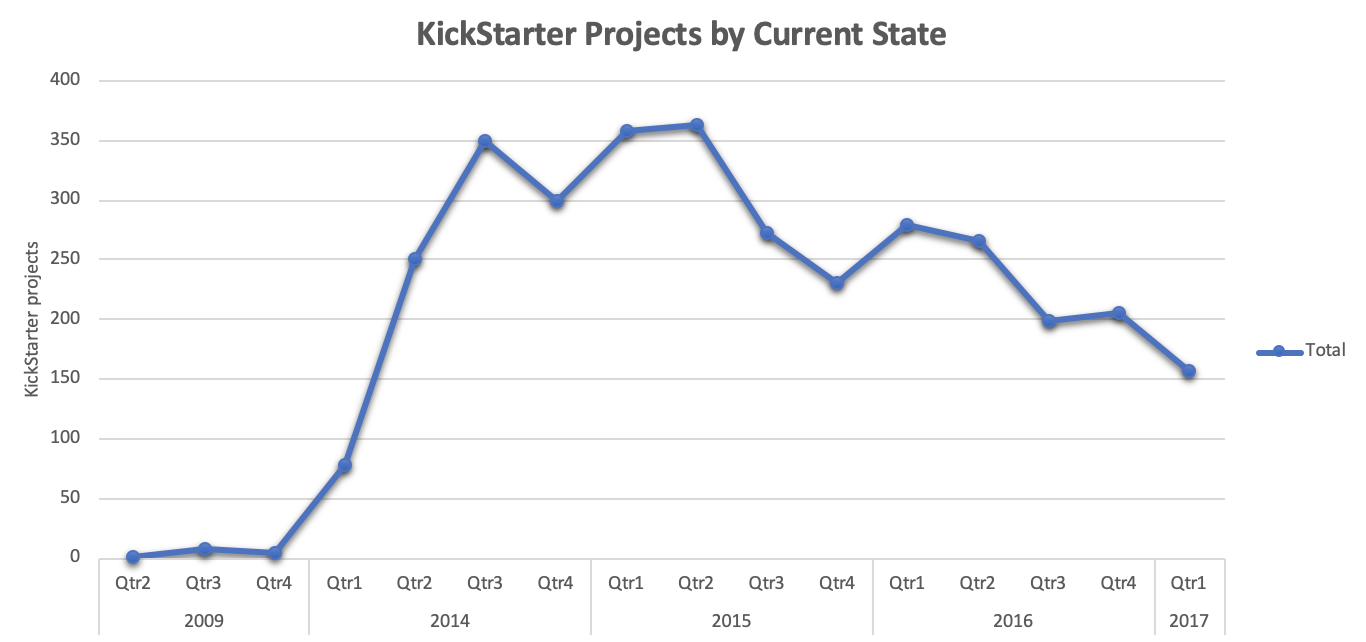 KickStarter Projects by Current State
400
350
300
250
200
150
100
50
0
KickStarter projects
Qtr2 Qtr3 Qtr4 Qtr1 Qtr2 Qtr3 Qtr4 Qtr1 Qtr2 Qtr3 Qtr4 Qtr1 Qtr2 Qtr3 Qtr4 Qtr1
2009 2014 2015 2016 2017
Total